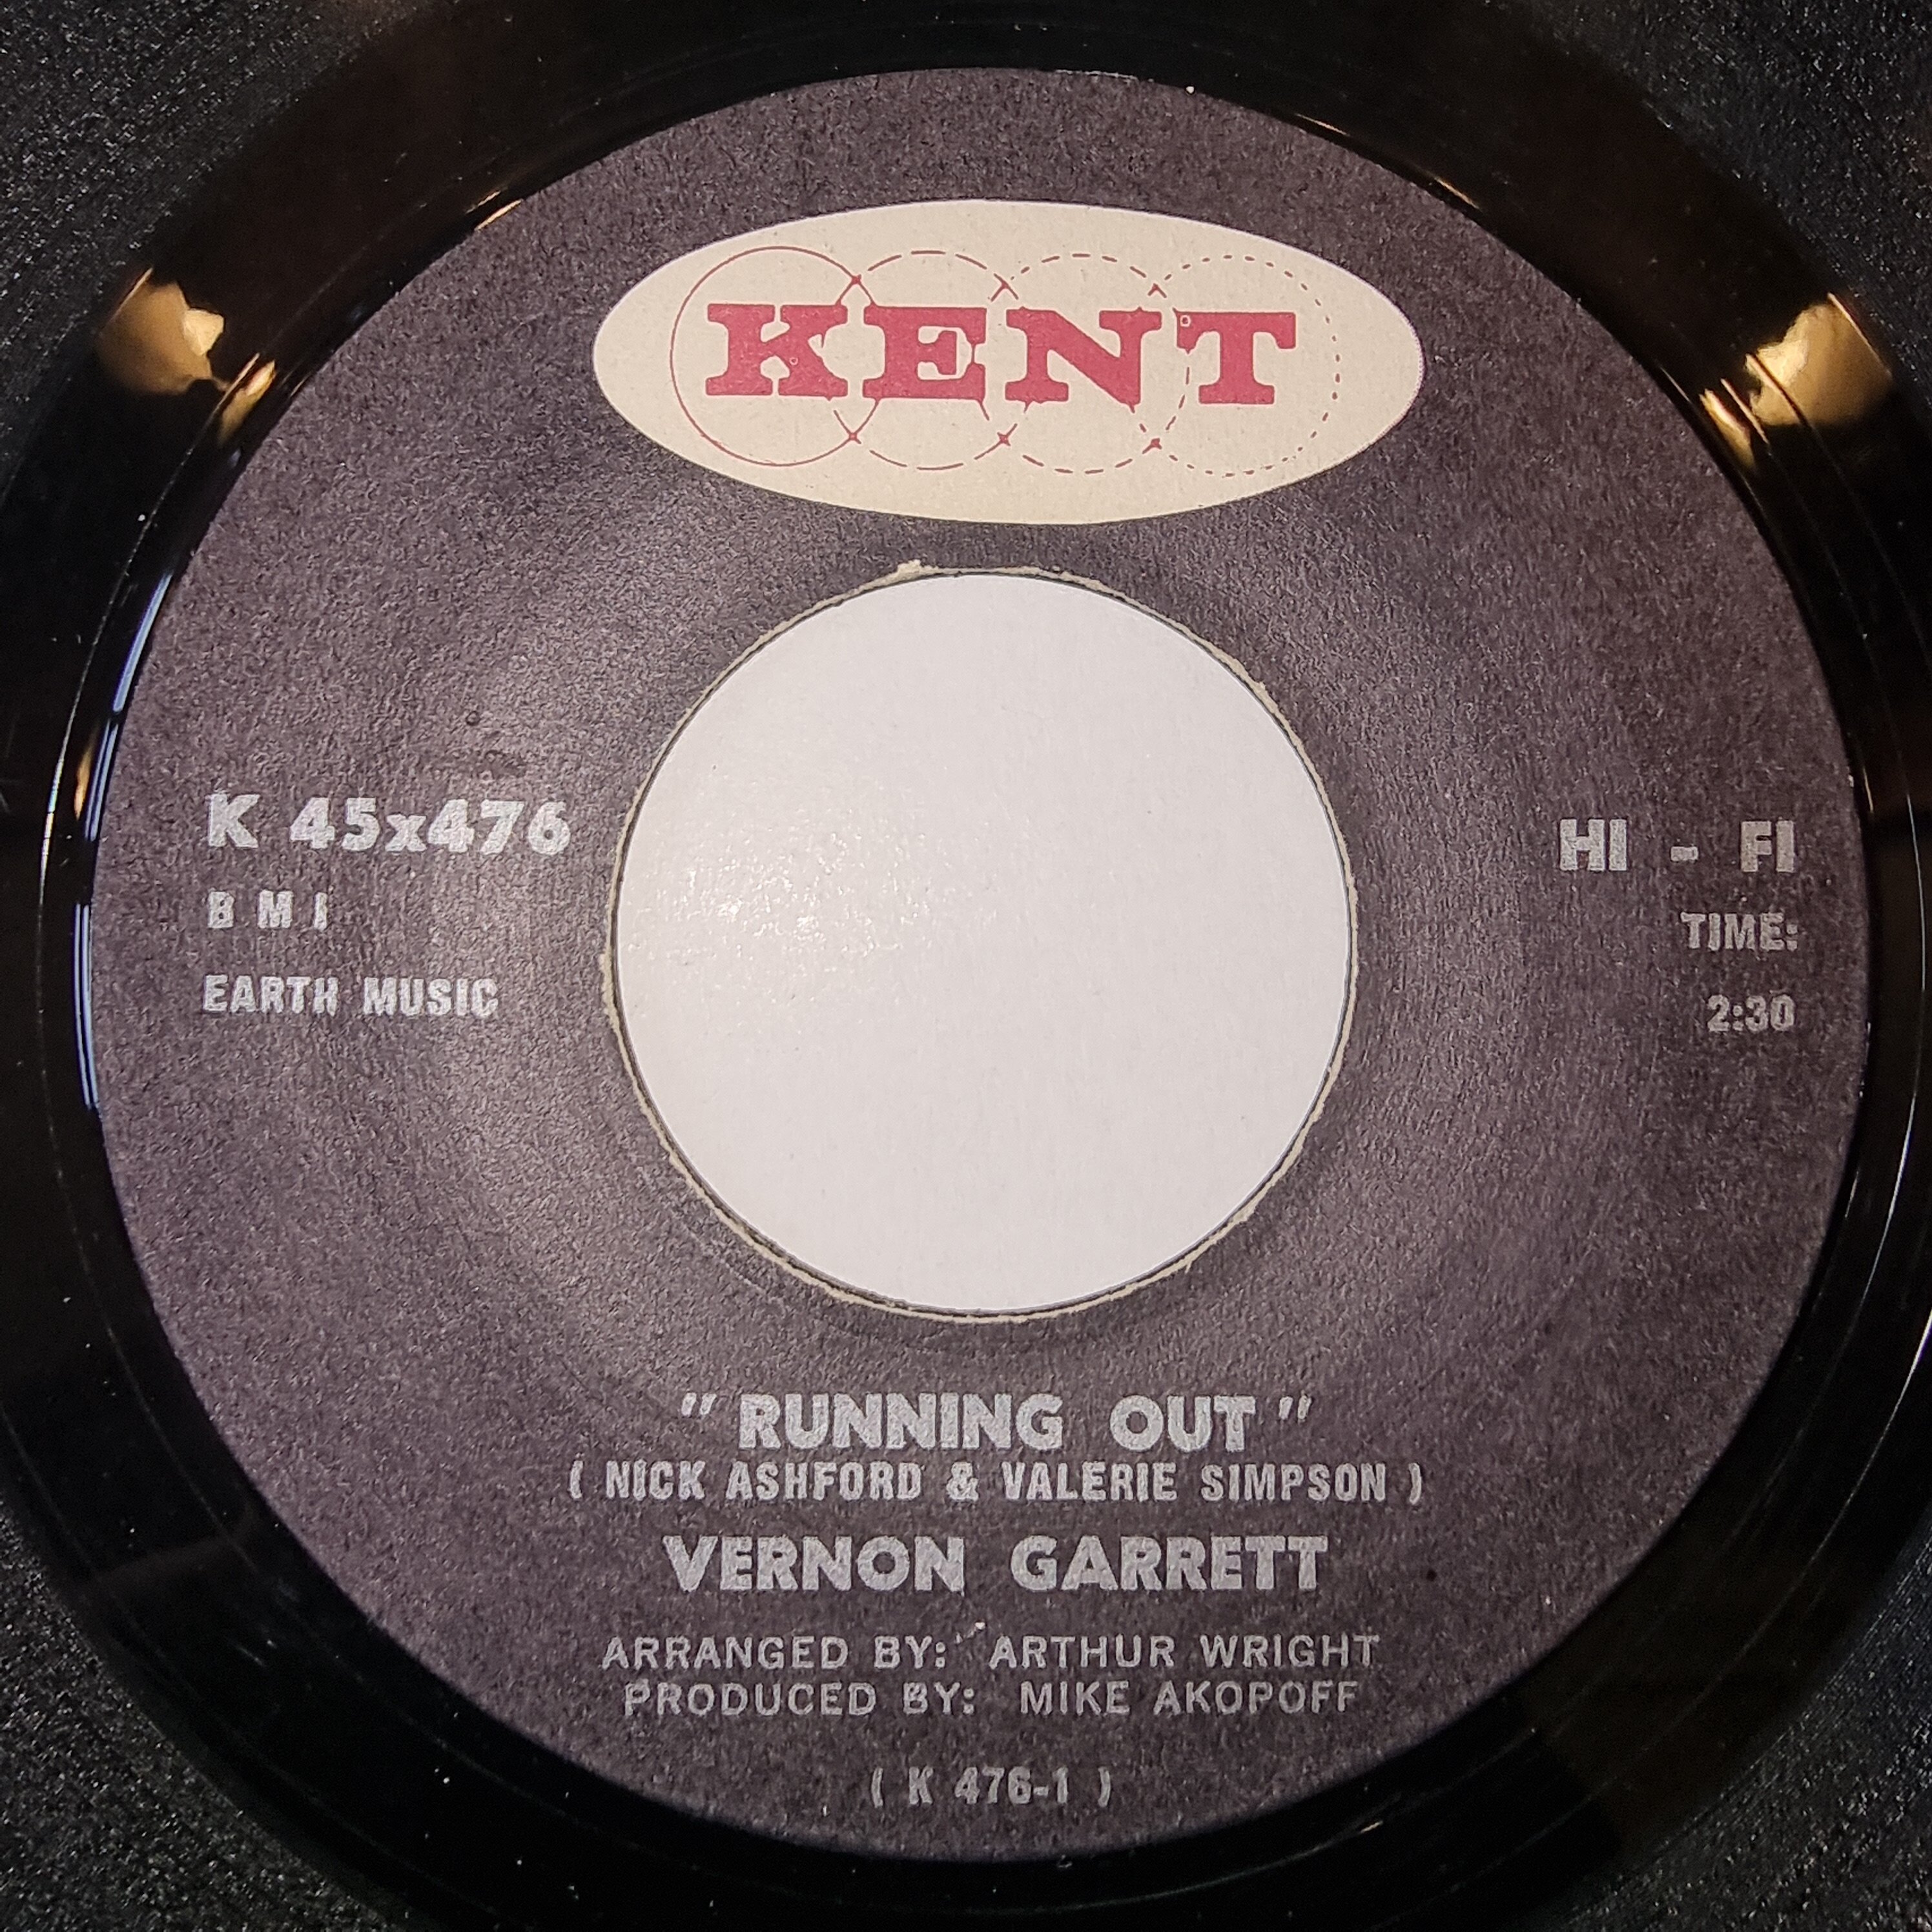 KENT
K 45x476
B M I
EARTH MUSIC
HI - FI
TIME:
2:30
"RUNNING OUT"
( NICK ASHFORD & VALERIE SIMPSON )
VERNON GARRETT
ARRANGED BY: ARTHUR WRIGHT
PRODUCED BY: MIKE AKOPOFF
( K 476-1 )